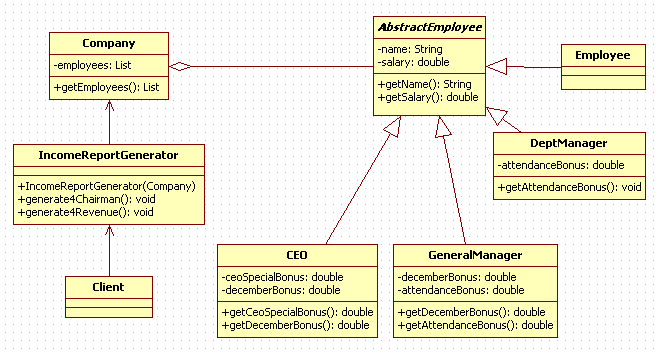 Company
-employees: List
+getEmployees(): List
AbstractEmployee
-name: String
-salary: double
+getName(): String
+getSalary(): double
Employee
DeptManager
-attendanceBonus: double
+getAttendanceBonus(): void
IncomeReportGenerator
+IncomeReportGenerator(Company)
+generate4Chairman(): void
+generate4Revenue(): void
Client
CEO
-ceoSpecialBonus: double
-decemberBonus: double
+getCeoSpecialBonus(): double
+getDecemberBonus(): double
GeneralManager
-decemberBonus: double
-attendanceBonus: double
+getDecemberBonus(): double
+getAttendanceBonus(): double